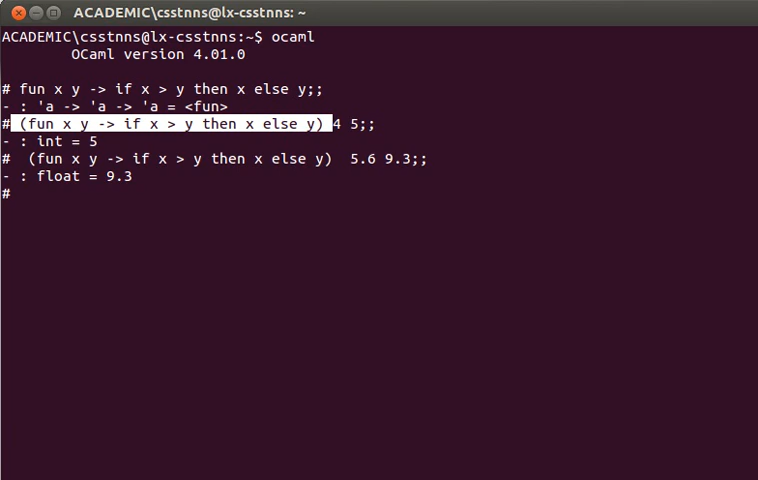 ACADEMIC\csstnns@lx-csstnns: ~
ACADEMIC\csstnns@lx-csstnns:~$ ocaml
        OCaml version 4.01.0
# fun x y -> if x > y then x else y;;
- : 'a -> 'a -> 'a = <fun>
# (fun x y -> if x > y then x else y) 4 5;;
- : int = 5
#  (fun x y -> if x > y then x else y)  5.6 9.3;;
- : float = 9.3
#